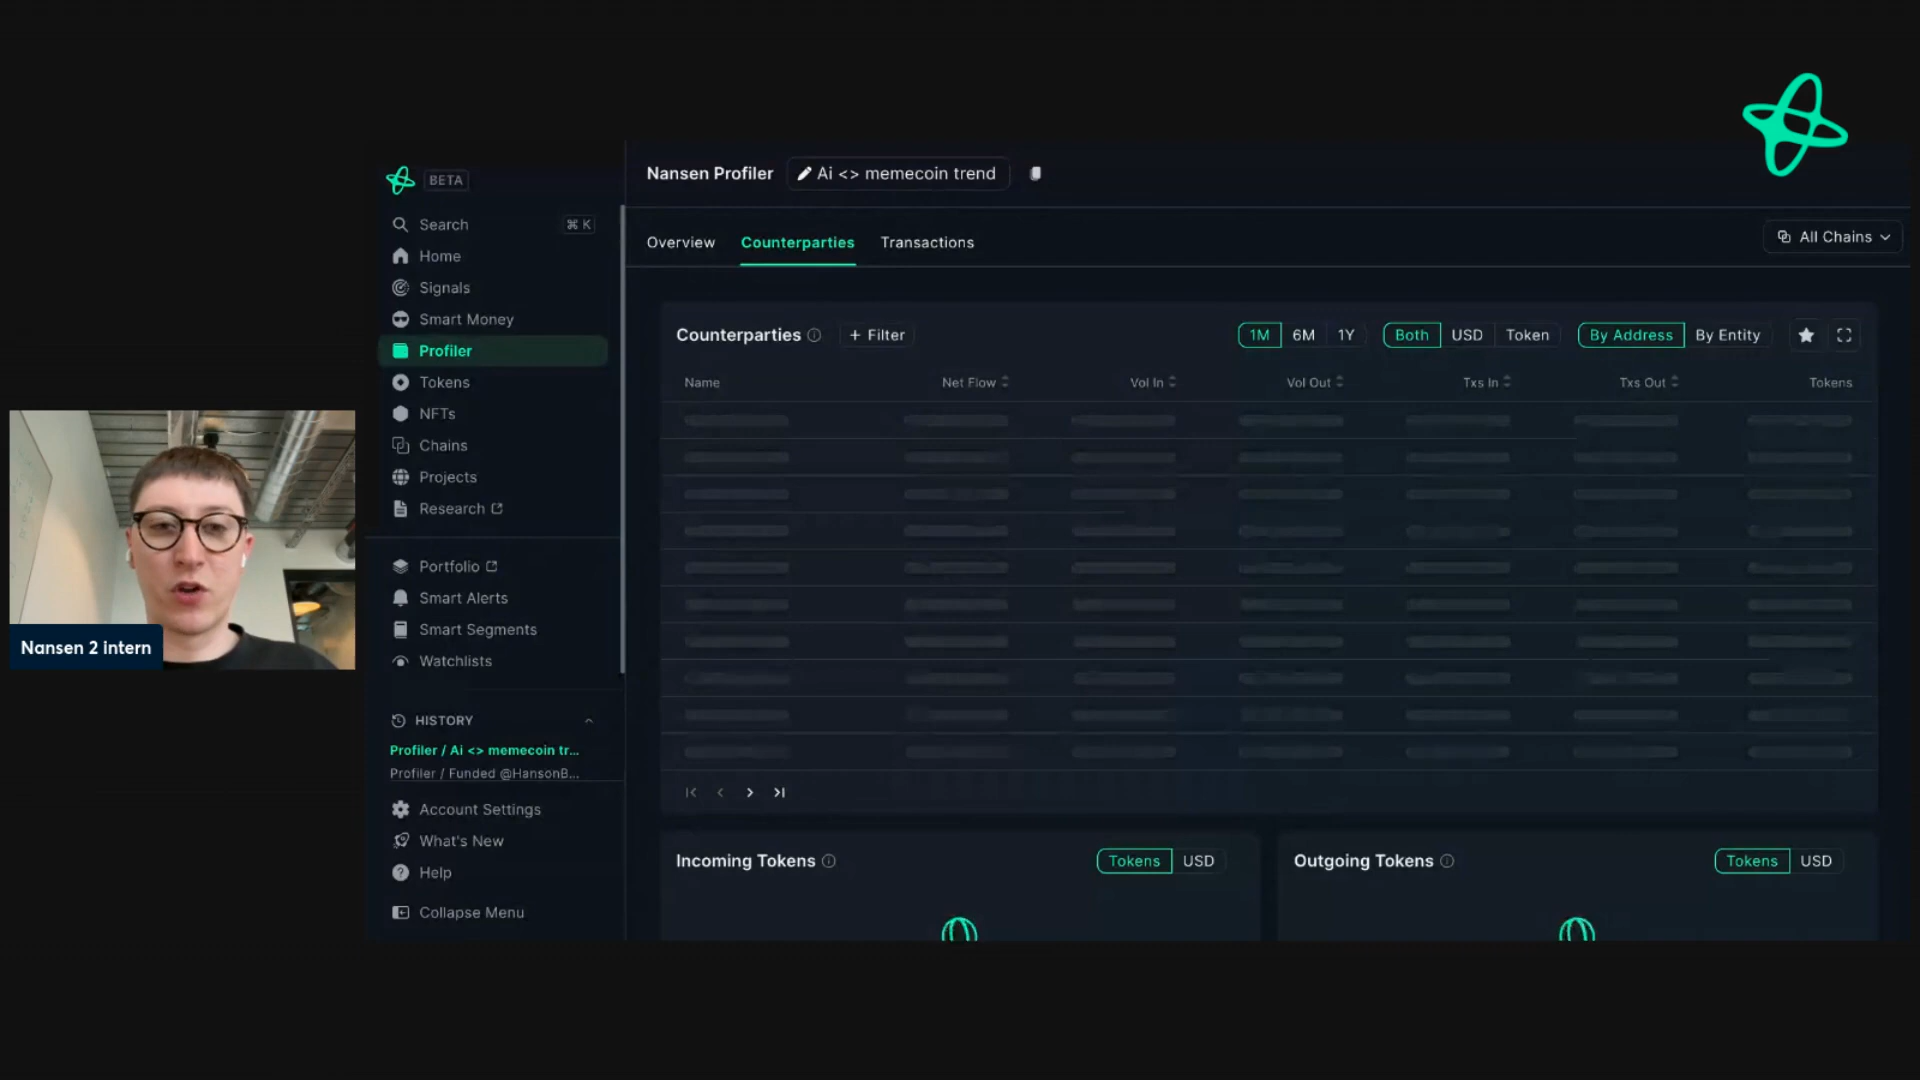 BETA
Search
⌘ K
Home
Signals
Smart Money
Profiler
Tokens
NFTs
Chains
Projects
Research
Portfolio
Smart Alerts
Smart Segments
Watchlists
HISTORY
Profiler / Ai <> memecoin tr...
Profiler / Funded @HansonB...
Account Settings
What's New
Help
Collapse Menu
Nansen 2 intern
Nansen Profiler
Ai <> memecoin trend
Overview Counterparties Transactions
All Chains
Counterparties + Filter 1M 6M 1Y Both USD Token By Address By Entity
Name Net Flow Vol In Vol Out Txs In Txs Out Tokens
Incoming Tokens Tokens USD
Outgoing Tokens Tokens USD